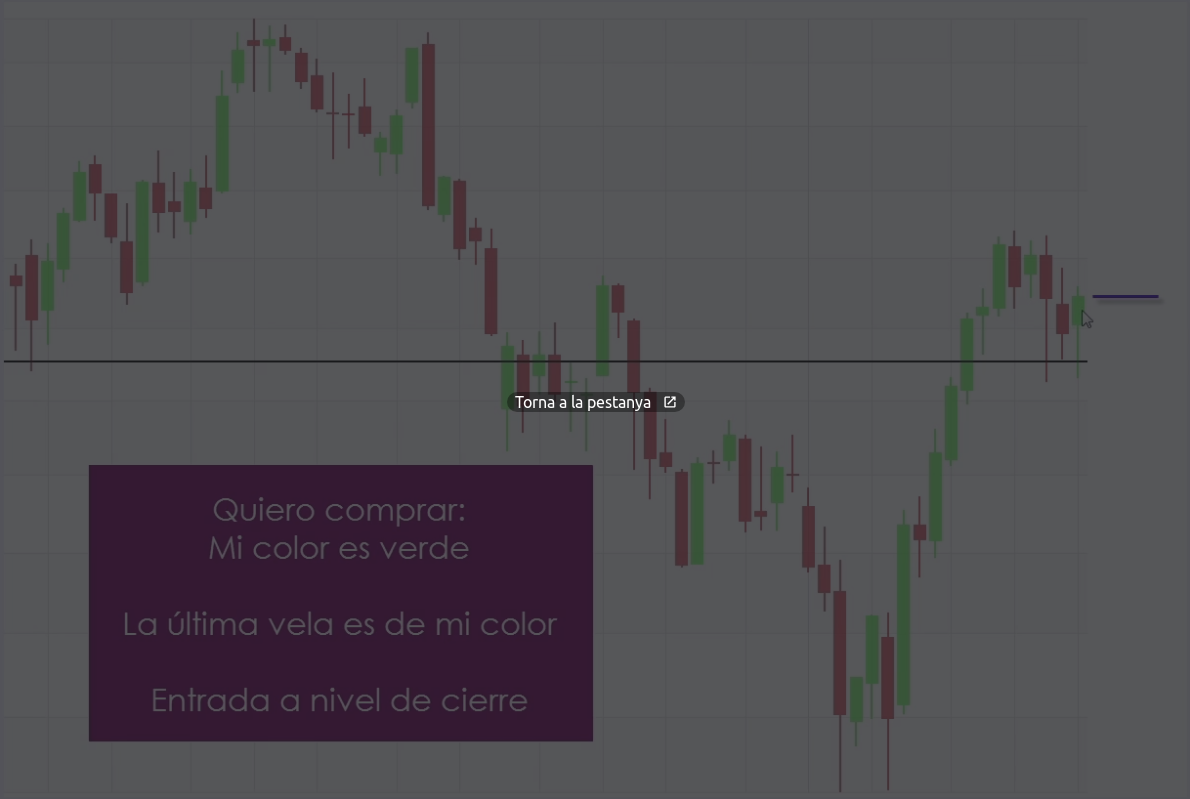 Torna a la pestanya
Quiero comprar:
Mi color es verde
La última vela es de mi color
Entrada a nivel de cierre